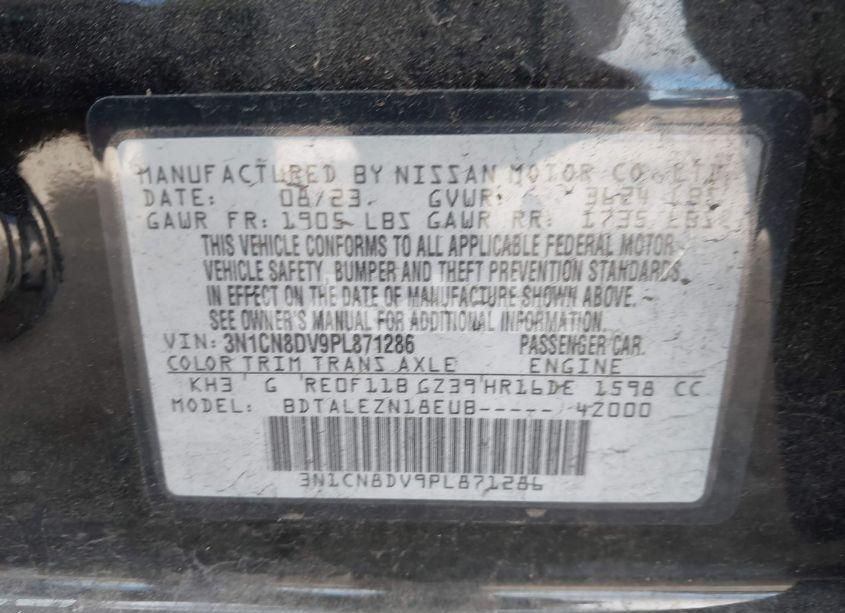 MANUFACTURED BY NISSAN MOTOR CO. LTD.
DATE: 08/23 GVWR: 3624 LBS
GAWR FR: 1905 LBS GAWR RR: 1735 LBS
THIS VEHICLE CONFORMS TO ALL APPLICABLE FEDERAL MOTOR
VEHICLE SAFETY, BUMPER AND THEFT PREVENTION STANDARDS
IN EFFECT ON THE DATE OF MANUFACTURE SHOWN ABOVE.
SEE OWNER'S MANUAL FOR ADDITIONAL INFORMATION.
VIN: 3N1CN8DV9PL871286 PASSENGER CAR.
COLOR TRIM TRANS AXLE ENGINE
KH3 G RE0F11B GZ39 HR16DE 1598 CC
MODEL: BDTALEZN18EUB----- 42000
3N1CN8DV9PL871286